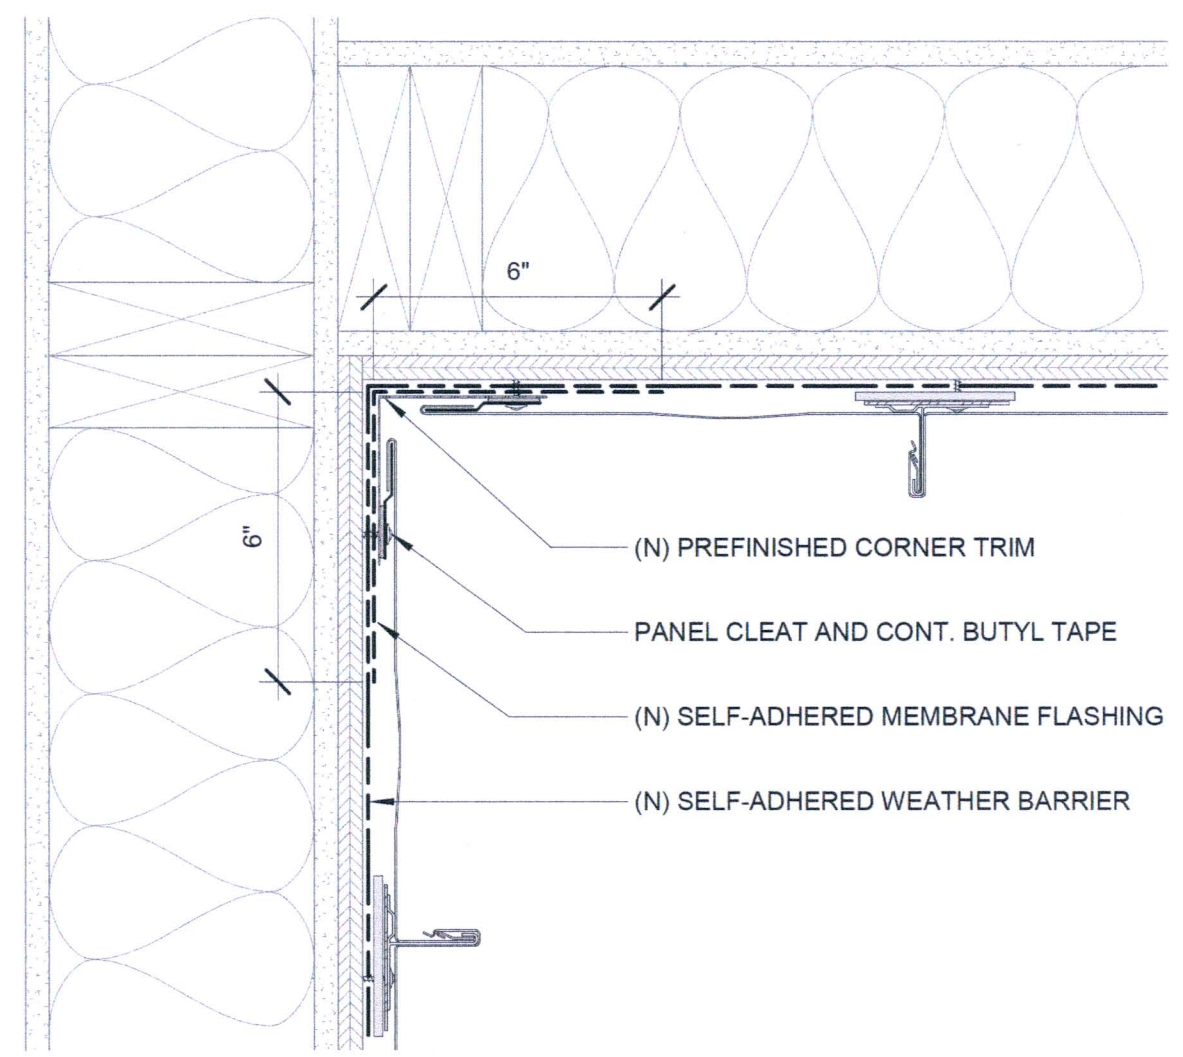 6"
6"
(N) PREFINISHED CORNER TRIM
PANEL CLEAT AND CONT. BUTYL TAPE
(N) SELF-ADHERED MEMBRANE FLASHING
(N) SELF-ADHERED WEATHER BARRIER